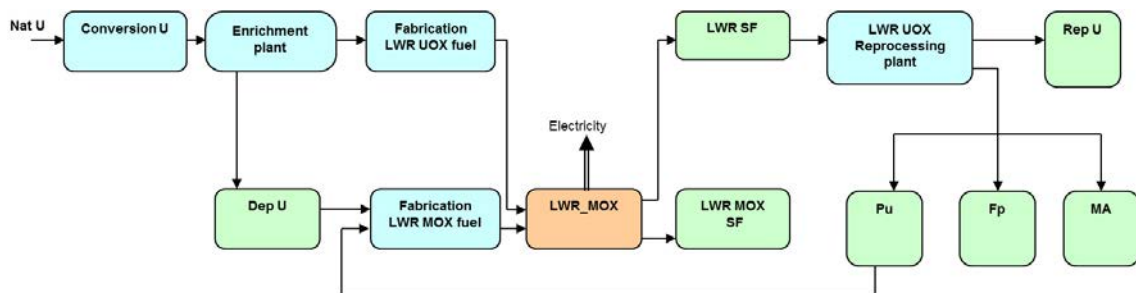 Nat U
Conversion U
Enrichment
plant
Fabrication
LWR UOX fuel
LWR SF
LWR UOX
Reprocessing
plant
Rep U
Electricity
Dep U
Fabrication
LWR MOX fuel
LWR_MOX
LWR MOX
SF
Pu
Fp
MA